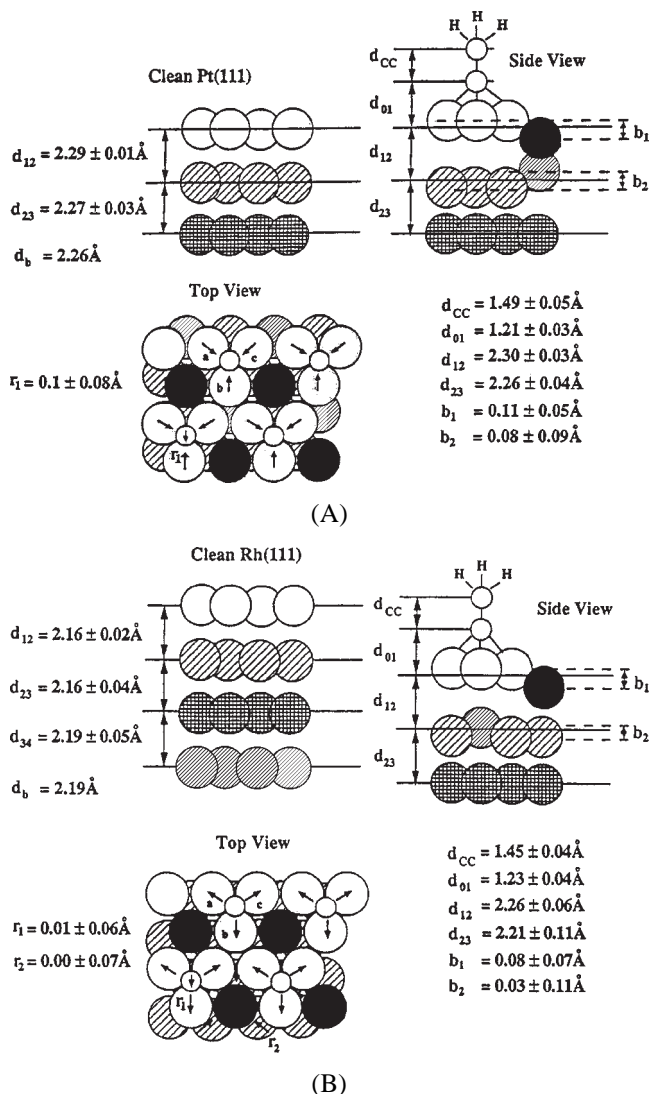 Clean Pt(111)
d12 = 2.29 ± 0.01Å
d23 = 2.27 ± 0.03Å
db = 2.26Å
H H H
Side View
dCC
d01
d12
d23
b1
b2
Top View
r1 = 0.1 ± 0.08Å
a c
b
r1
dCC = 1.49 ± 0.05Å
d01 = 1.21 ± 0.03Å
d12 = 2.30 ± 0.03Å
d23 = 2.26 ± 0.04Å
b1 = 0.11 ± 0.05Å
b2 = 0.08 ± 0.09Å
(A)
Clean Rh(111)
d12 = 2.16 ± 0.02Å
d23 = 2.16 ± 0.04Å
d34 = 2.19 ± 0.05Å
db = 2.19Å
H H H
Side View
dCC
d01
d12
d23
b1
b2
Top View
r1 = 0.01 ± 0.06Å
r2 = 0.00 ± 0.07Å
a c
b
r1
r2
dCC = 1.45 ± 0.04Å
d01 = 1.23 ± 0.04Å
d12 = 2.26 ± 0.06Å
d23 = 2.21 ± 0.11Å
b1 = 0.08 ± 0.07Å
b2 = 0.03 ± 0.11Å
(B)